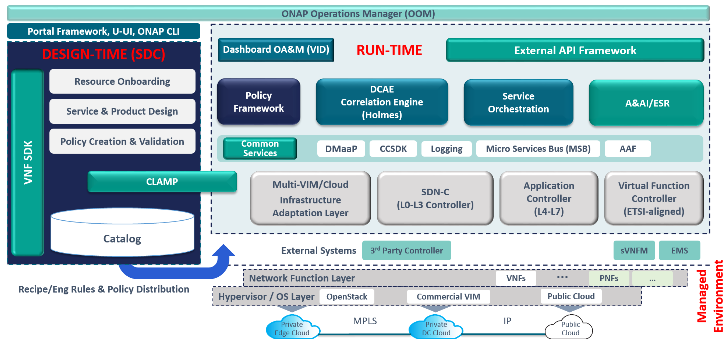 ONAP Operations Manager (OOM)
Portal Framework, U-UI, ONAP CLI
DESIGN-TIME (SDC)
VNF SDK
Resource Onboarding
Service & Product Design
Policy Creation & Validation
CLAMP
Catalog
Recipe/Eng Rules & Policy Distribution
Dashboard OA&M (VID)
RUN-TIME
External API Framework
Policy
Framework
DCAE
Correlation Engine
(Holmes)
Service
Orchestration
A&AI/ESR
Common
Services
DMaaP
CCSDK
Logging
Micro Services Bus (MSB)
AAF
Multi-VIM/Cloud
Infrastructure
Adaptation Layer
SDN-C
(L0-L3 Controller)
Application
Controller
(L4-L7)
Virtual Function
Controller
(ETSI-aligned)
External Systems
3rd Party Controller
sVNFM
EMS
Network Function Layer
VNFs
...
PNFs
...
Hypervisor / OS Layer
OpenStack
Commercial VIM
Public Cloud
Private
Edge Cloud
MPLS
Private
DC Cloud
IP
Public
Cloud
Managed
Environment